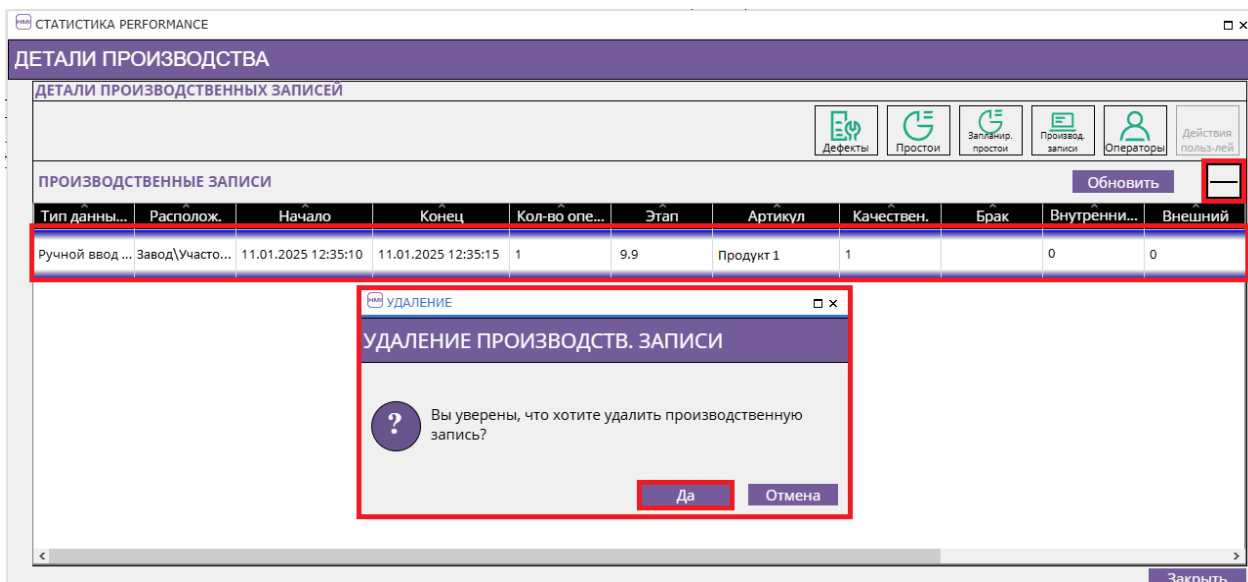 HMI СТАТИСТИКА PERFORMANCE
ДЕТАЛИ ПРОИЗВОДСТВА
ДЕТАЛИ ПРОИЗВОДСТВЕННЫХ ЗАПИСЕЙ
Дефекты Простои Запланир. простои Производ. записи Операторы Действия польз-лей
ПРОИЗВОДСТВЕННЫЕ ЗАПИСИ Обновить
Тип данны... Располож. Начало Конец Кол-во опе... Этап Артикул Качествен. Брак Внутренни... Внешний
Ручной ввод ... Завод\Участо... 11.01.2025 12:35:10 11.01.2025 12:35:15 1 9.9 Продукт 1 1 0 0
HMI УДАЛЕНИЕ
УДАЛЕНИЕ ПРОИЗВОДСТВ. ЗАПИСИ
? Вы уверены, что хотите удалить производственную
запись?
Да Отмена
Закрыть